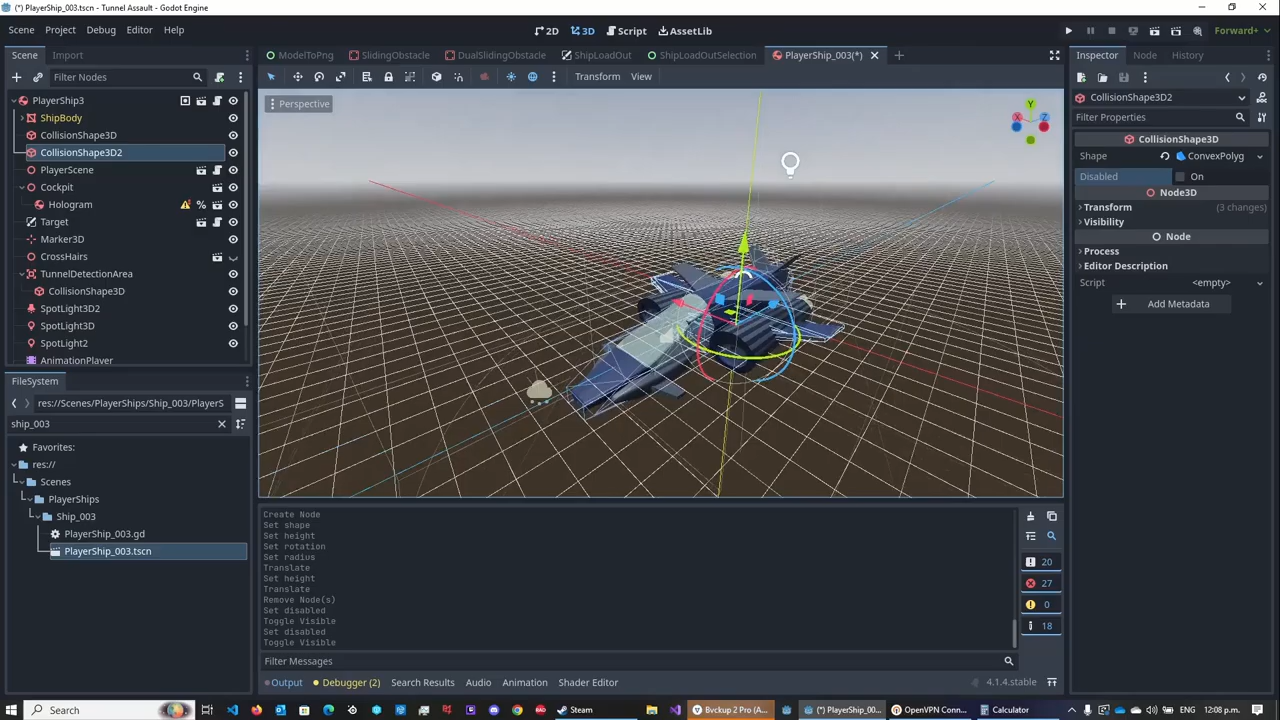 (*) PlayerShip_003.tscn - Tunnel Assault - Godot Engine
Scene Project Debug Editor Help
2D 3D Script AssetLib
Forward+
Scene Import
ModelToPng SlidingObstacle DualSlidingObstacle ShipLoadOut ShipLoadOutSelection PlayerShip_003(*)
Inspector Node History
Filter Nodes
Transform View
PlayerShip3
ShipBody
CollisionShape3D
CollisionShape3D2
PlayerScene
Cockpit
Hologram
Target
Marker3D
CrossHairs
TunnelDetectionArea
CollisionShape3D
SpotLight3D2
SpotLight3D
SpotLight2
AnimationPlayer
Perspective
Y
X
Z
CollisionShape3D2
Filter Properties
CollisionShape3D
Shape ConvexPolyg
Disabled On
Node3D
Transform (3 changes)
Visibility
Node
Process
Editor Description
Script <empty>
Add Metadata
FileSystem
res://Scenes/PlayerShips/Ship_003/PlayerS
ship_003
Favorites:
res://
Scenes
PlayerShips
Ship_003
PlayerShip_003.gd
PlayerShip_003.tscn
Create Node
Set shape
Set height
Set rotation
Set radius
Translate
Set height
Translate
Remove Node(s)
Set disabled
Toggle Visible
Set disabled
Toggle Visible
20
27
0
18
Filter Messages
Output Debugger (2) Search Results Audio Animation Shader Editor
4.1.4.stable
Search
Steam
Bvckup 2 Pro (A...
(*) PlayerShip_00...
OpenVPN Conn...
Calculator
ENG 12:08 p.m.